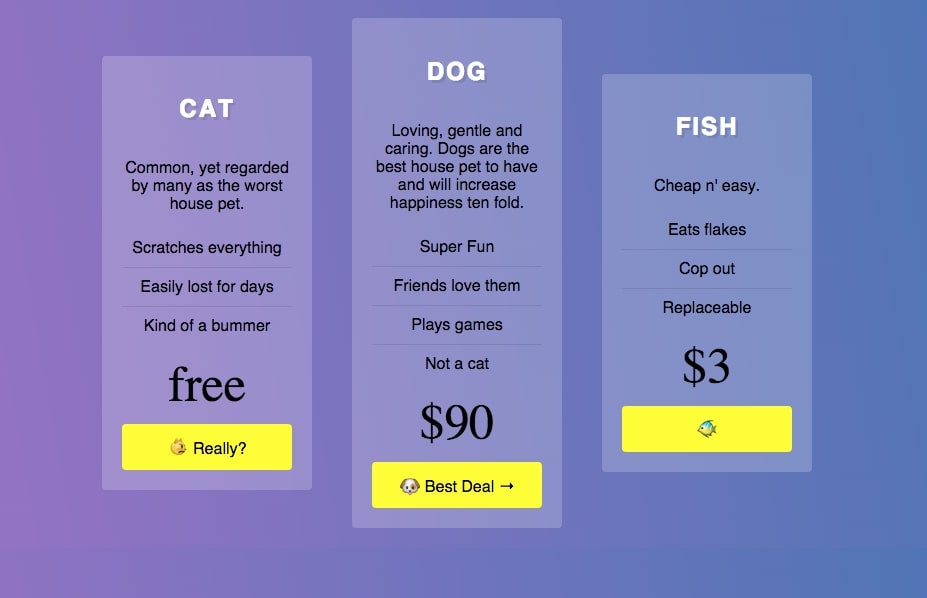 CAT
Common, yet regarded
by many as the worst
house pet.
Scratches everything
Easily lost for days
Kind of a bummer
free
Really?
DOG
Loving, gentle and
caring. Dogs are the
best house pet to have
and will increase
happiness ten fold.
Super Fun
Friends love them
Plays games
Not a cat
$90
🐶 Best Deal →
FISH
Cheap n' easy.
Eats flakes
Cop out
Replaceable
$3
🐠